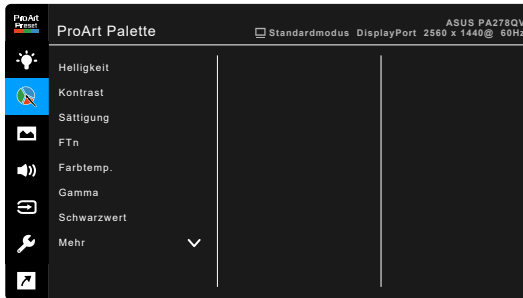 ProArt
Preset
ProArt Palette
ASUS PA278QV
Standardmodus DisplayPort 2560 x 1440@ 60Hz
Helligkeit
Kontrast
Sättigung
FTn
Farbtemp.
Gamma
Schwarzwert
Mehr